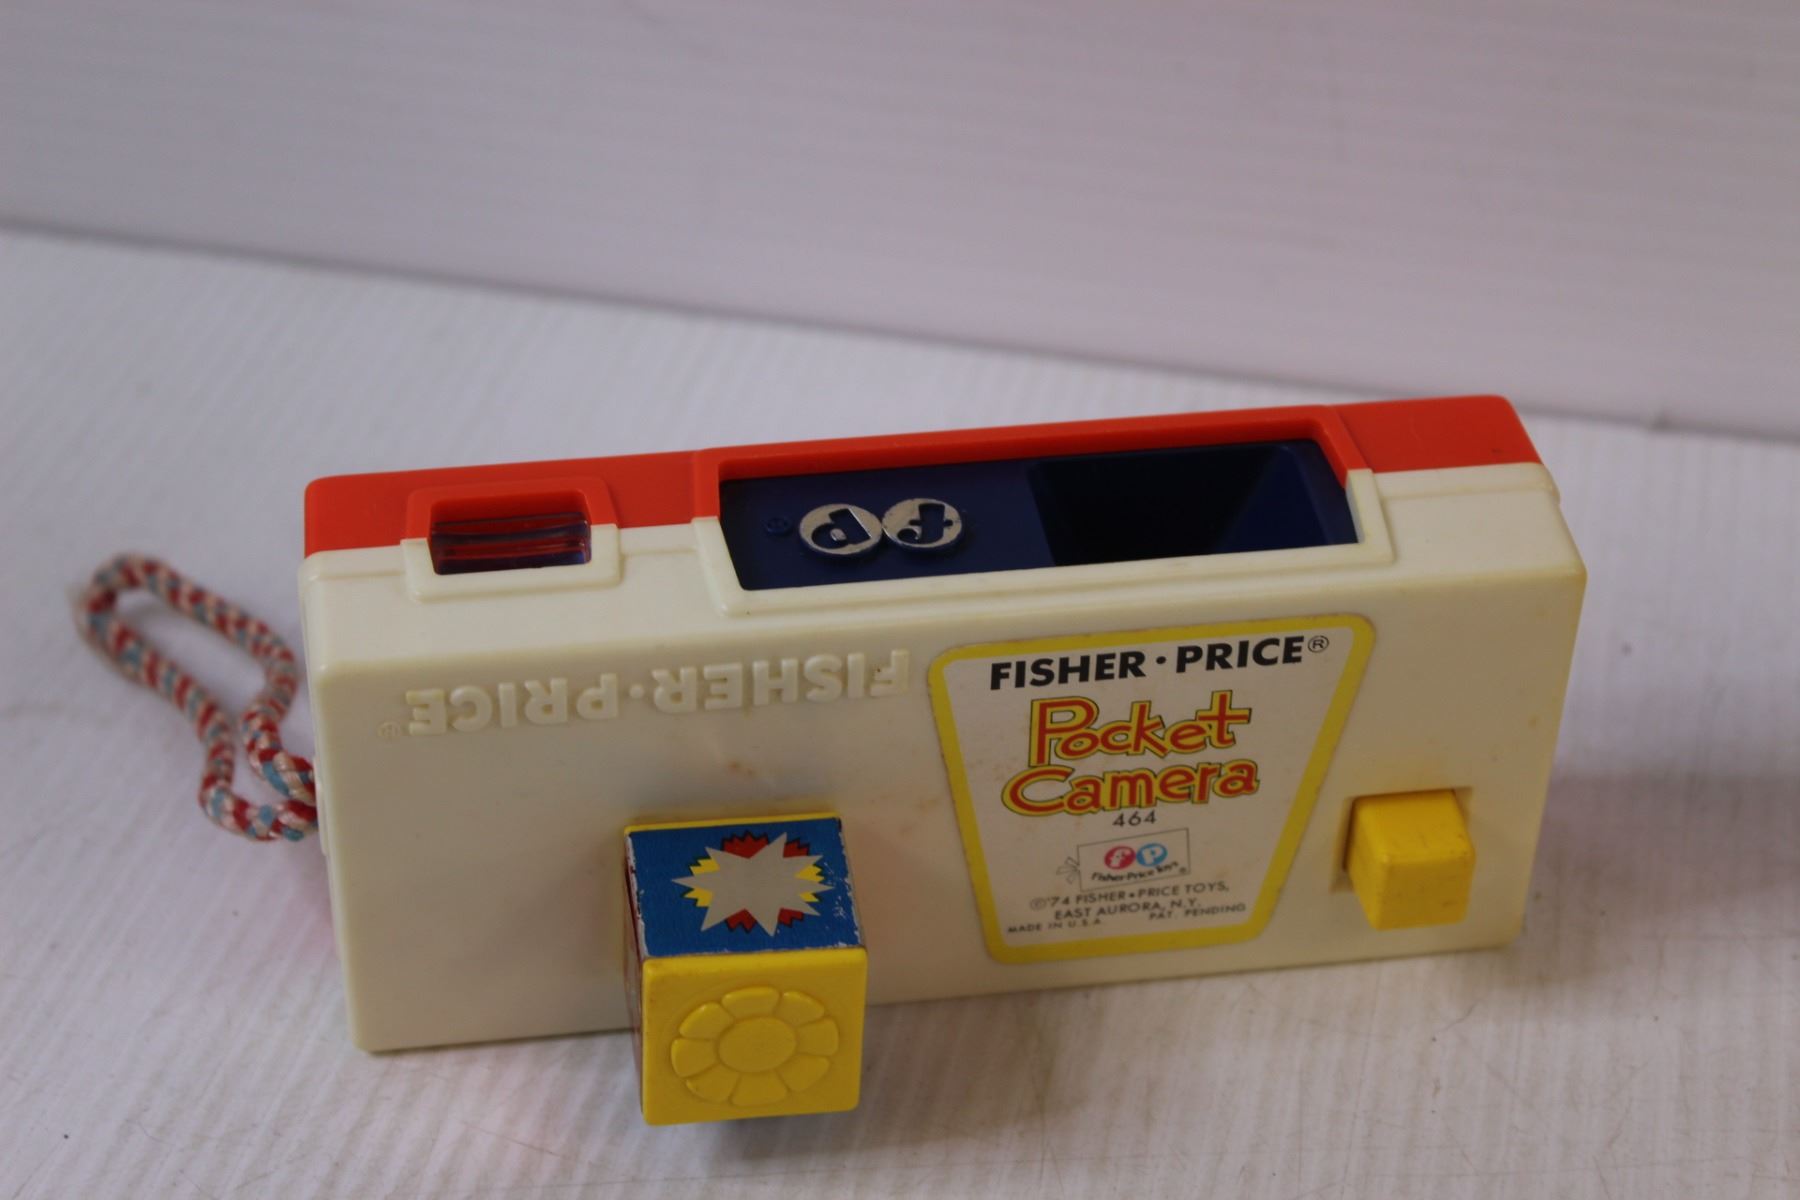 fp
FISHER·PRICE®
FISHER·PRICE®
Pocket
Camera
464
fp
Fisher-Price Toys®
©'74 FISHER·PRICE TOYS,
EAST AURORA, N.Y.
MADE IN U.S.A. PAT. PENDING